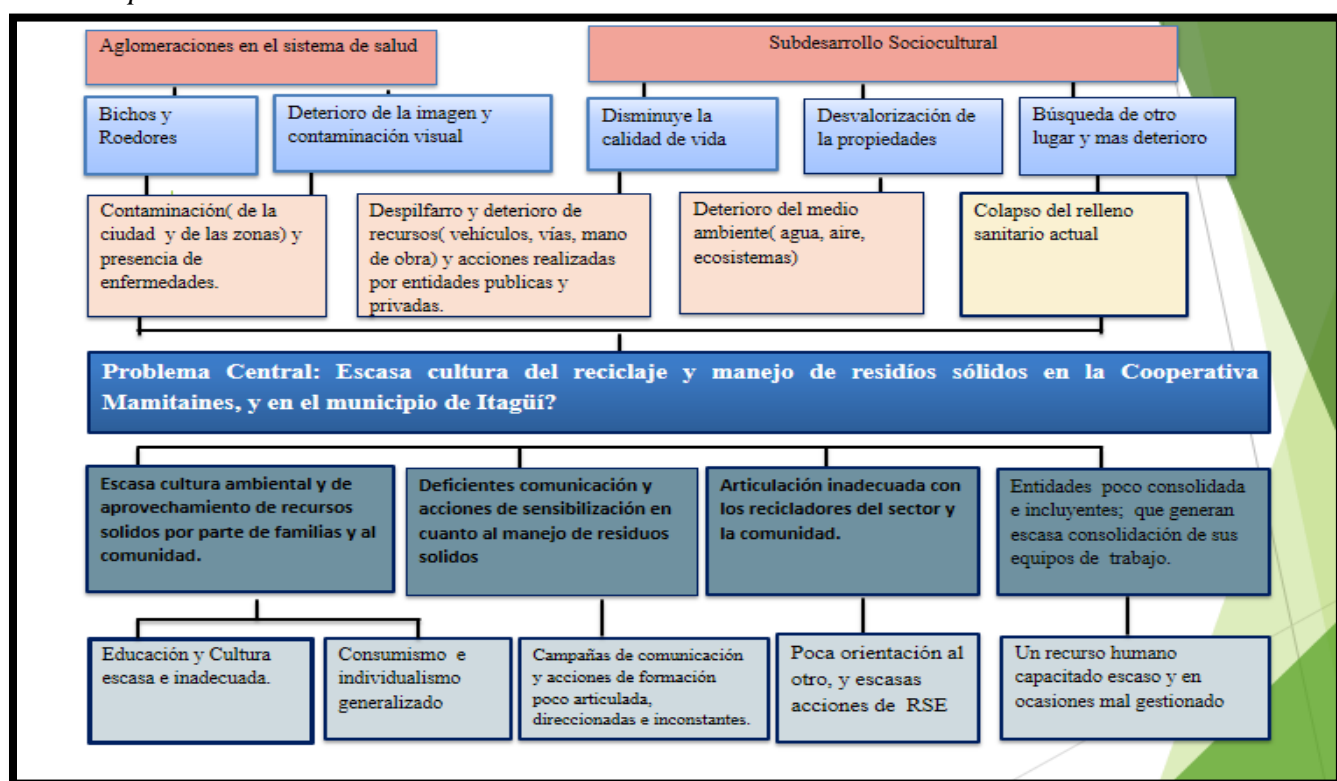 Aglomeraciones en el sistema de salud
Subdesarrollo Sociocultural
Bichos y
Roedores
Deterioro de la imagen y
contaminación visual
Disminuye la
calidad de vida
Desvalorización de
la propiedades
Búsqueda de otro
lugar y mas deterioro
Contaminación( de la
ciudad y de las zonas) y
presencia de
enfermedades.
Despilfarro y deterioro de
recursos( vehículos, vías, mano
de obra) y acciones realizadas
por entidades publicas y
privadas.
Deterioro del medio
ambiente( agua, aire,
ecosistemas)
Colapso del relleno
sanitario actual
Problema Central: Escasa cultura del reciclaje y manejo de residíos sólidos en la Cooperativa
Mamitaines, y en el municipio de Itagüí?
Escasa cultura ambiental y de
aprovechamiento de recursos
solidos por parte de familias y al
comunidad.
Deficientes comunicación y
acciones de sensibilización en
cuanto al manejo de residuos
solidos
Articulación inadecuada con
los recicladores del sector y
la comunidad.
Entidades poco consolidada
e incluyentes; que generan
escasa consolidación de sus
equipos de trabajo.
Educación y Cultura
escasa e inadecuada.
Consumismo e
individualismo
generalizado
Campañas de comunicación
y acciones de formación
poco articulada,
direccionadas e inconstantes.
Poca orientación al
otro, y escasas
acciones de RSE
Un recurso humano
capacitado escaso y en
ocasiones mal gestionado